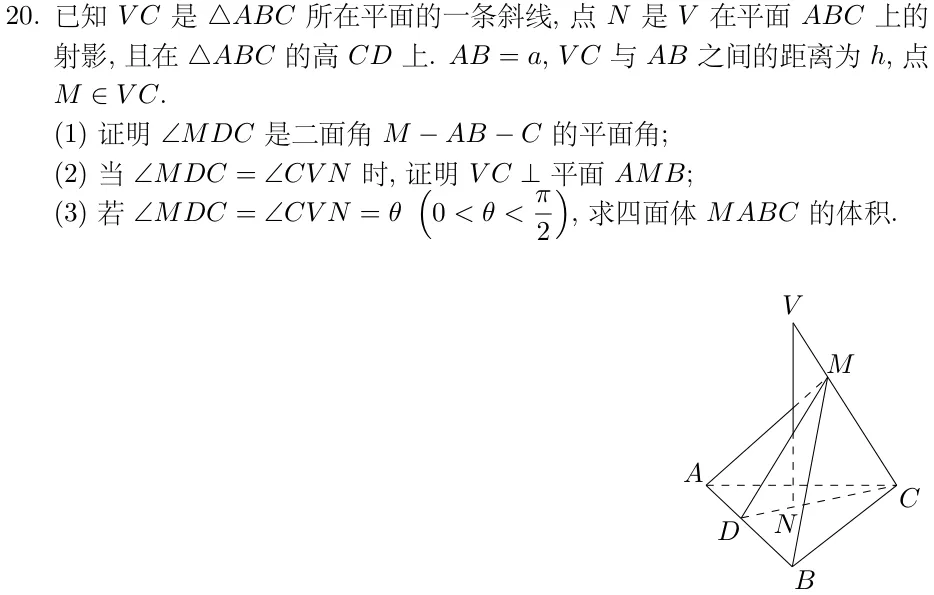 20. 已知 VC 是 △ABC 所在平面的一条斜线, 点 N 是 V 在平面 ABC 上的
射影, 且在 △ABC 的高 CD 上. AB = a, VC 与 AB 之间的距离为 h, 点
M ∈ VC.
(1) 证明 ∠MDC 是二面角 M − AB − C 的平面角;
(2) 当 ∠MDC = ∠CVN 时, 证明 VC ⊥ 平面 AMB;
(3) 若 ∠MDC = ∠CVN = θ (0 < θ < π/2), 求四面体 MABC 的体积.
V
M
A
C
D
N
B